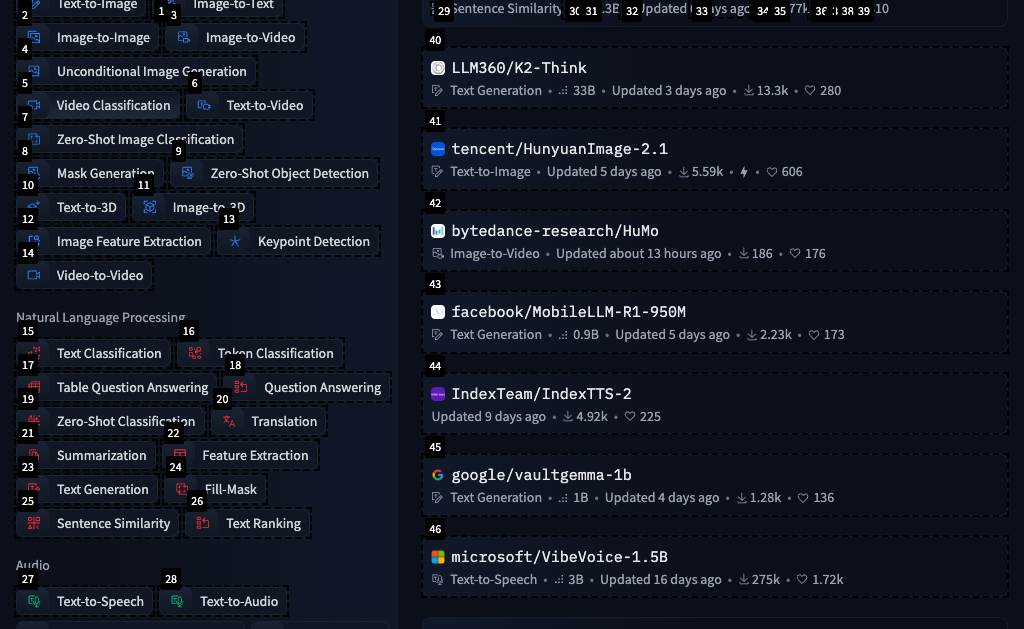 Text-to-Image Image-to-Text
2 1 3
Image-to-Image Image-to-Video
4
Unconditional Image Generation
5 6
Video Classification Text-to-Video
7
Zero-Shot Image Classification
8 9
Mask Generation Zero-Shot Object Detection
10 11
Text-to-3D Image-to-3D
12 13
Image Feature Extraction Keypoint Detection
14
Video-to-Video
Natural Language Processing
15 16
Text Classification Token Classification
17 18
Table Question Answering Question Answering
19 20
Zero-Shot Classification Translation
21 22
Summarization Feature Extraction
23 24
Text Generation Fill-Mask
25 26
Sentence Similarity Text Ranking
Audio
27 28
Text-to-Speech Text-to-Audio
29 Sentence Similarity 31 32 Updated 33 ago 34 35 77k 38 39 10
40
LLM360/K2-Think
Text Generation • 33B • Updated 3 days ago • 13.3k • 280
41
tencent/HunyuanImage-2.1
Text-to-Image • Updated 5 days ago • 5.59k • • 606
42
bytedance-research/HuMo
Image-to-Video • Updated about 13 hours ago • 186 • 176
43
facebook/MobileLLM-R1-950M
Text Generation • 0.9B • Updated 5 days ago • 2.23k • 173
44
IndexTeam/IndexTTS-2
Updated 9 days ago • 4.92k • 225
45
google/vaultgemma-1b
Text Generation • 1B • Updated 4 days ago • 1.28k • 136
46
microsoft/VibeVoice-1.5B
Text-to-Speech • 3B • Updated 16 days ago • 275k • 1.72k